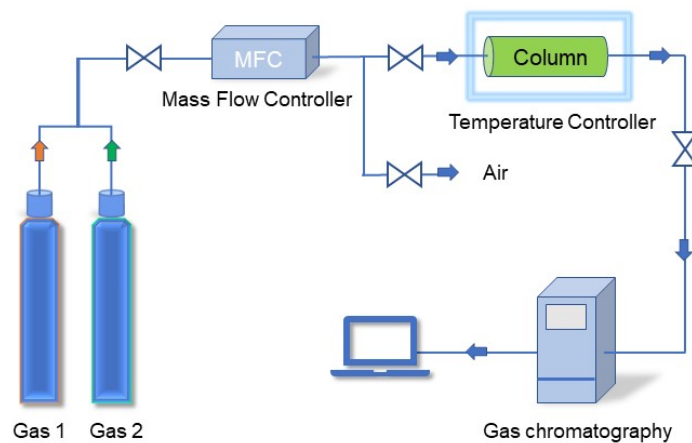 MFC
Mass Flow Controller
Column
Temperature Controller
Air
Gas 1
Gas 2
Gas chromatography